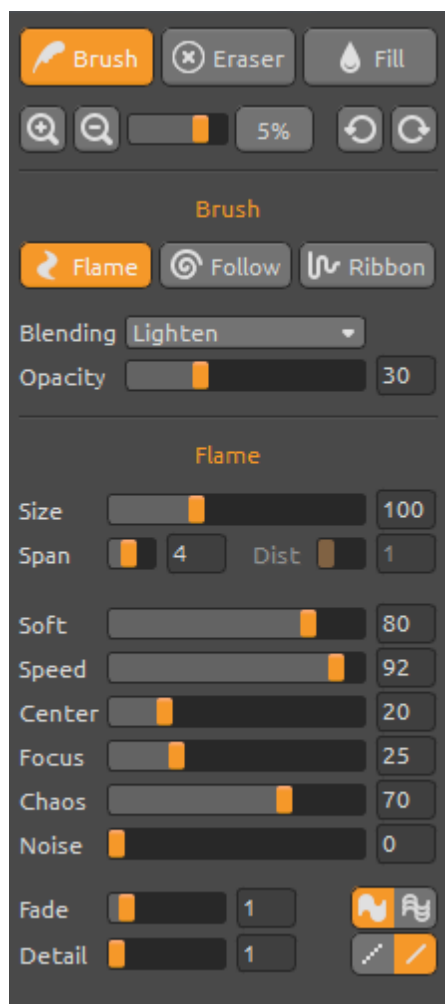 Brush Eraser Fill
5%
Brush
Flame Follow Ribbon
Blending Lighten
Opacity 30
Flame
Size 100
Span 4 Dist 1
Soft 80
Speed 92
Center 20
Focus 25
Chaos 70
Noise 0
Fade 1
Detail 1